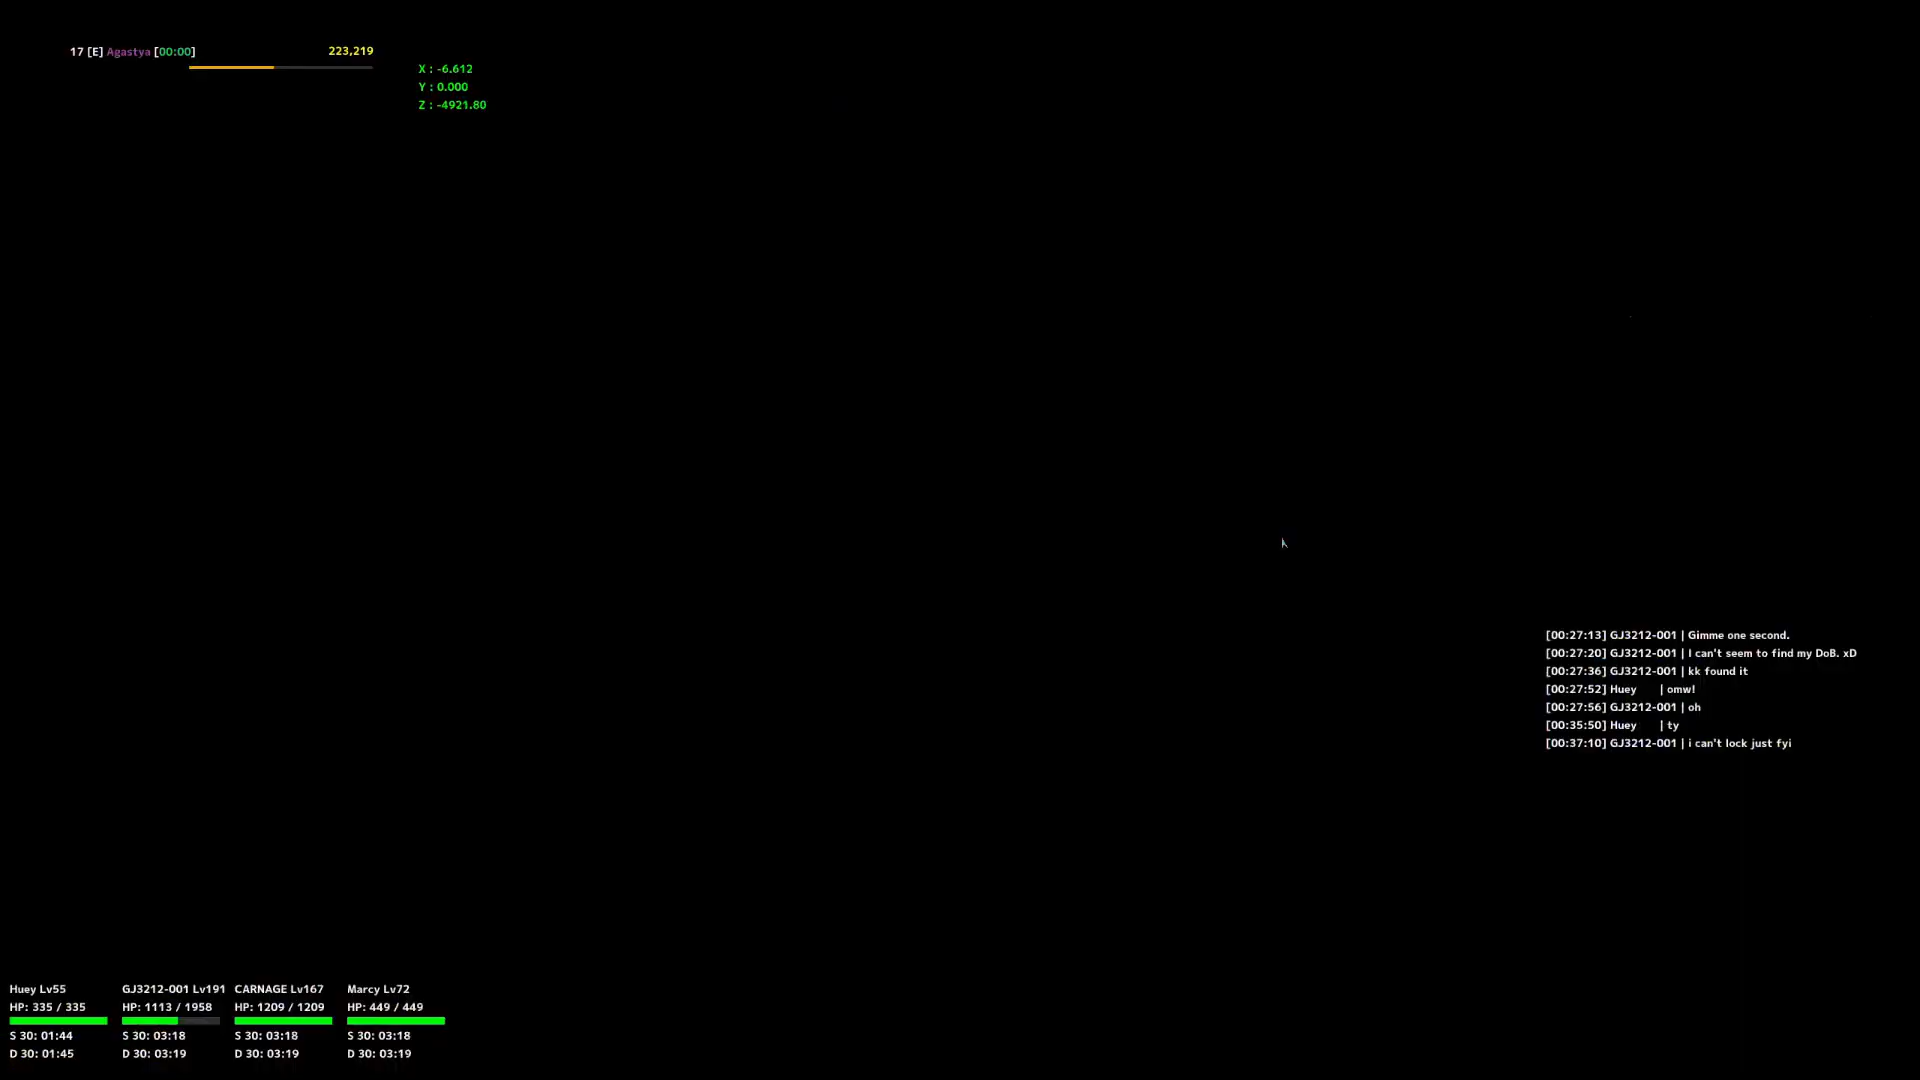 17 [E] Agastya [00:00] 223,219
X : -6.612
Y : 0.000
Z : -4921.80
[00:27:13] GJ3212-001 | Gimme one second.
[00:27:20] GJ3212-001 | I can't seem to find my DoB. xD
[00:27:36] GJ3212-001 | kk found it
[00:27:52] Huey | omw!
[00:27:56] GJ3212-001 | oh
[00:35:50] Huey | ty
[00:37:10] GJ3212-001 | i can't lock just fyi
Huey Lv55 GJ3212-001 Lv191 CARNAGE Lv167 Marcy Lv72
HP: 335 / 335 HP: 1113 / 1958 HP: 1209 / 1209 HP: 449 / 449
S 30: 01:44 S 30: 03:18 S 30: 03:18 S 30: 03:18
D 30: 01:45 D 30: 03:19 D 30: 03:19 D 30: 03:19